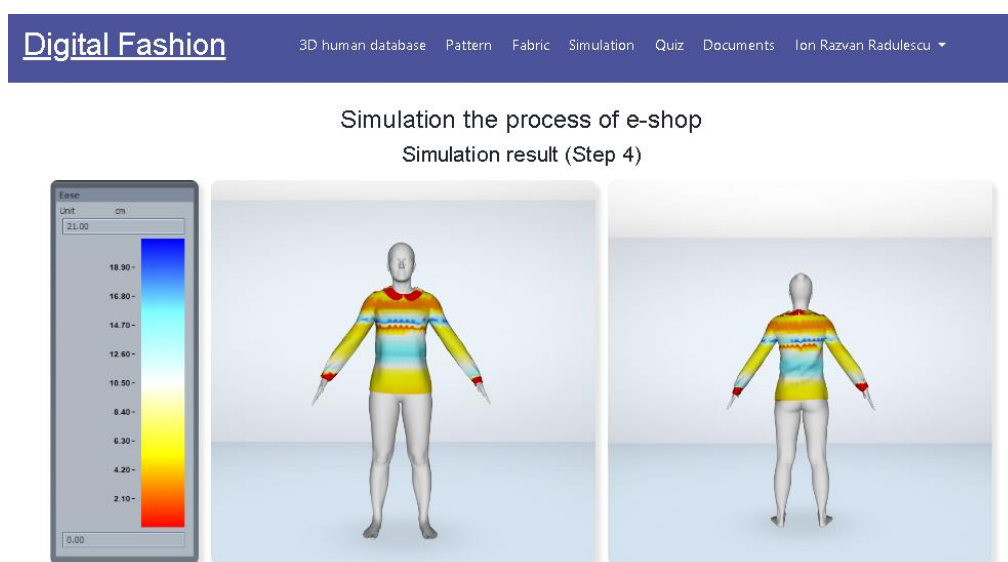 Digital Fashion 3D human database Pattern Fabric Simulation Quiz Documents Ion Razvan Radulescu
Simulation the process of e-shop
Simulation result (Step 4)
Ease
Unit cm
21.00
18.90
16.80
14.70
12.60
10.50
8.40
6.30
4.20
2.10
0.00